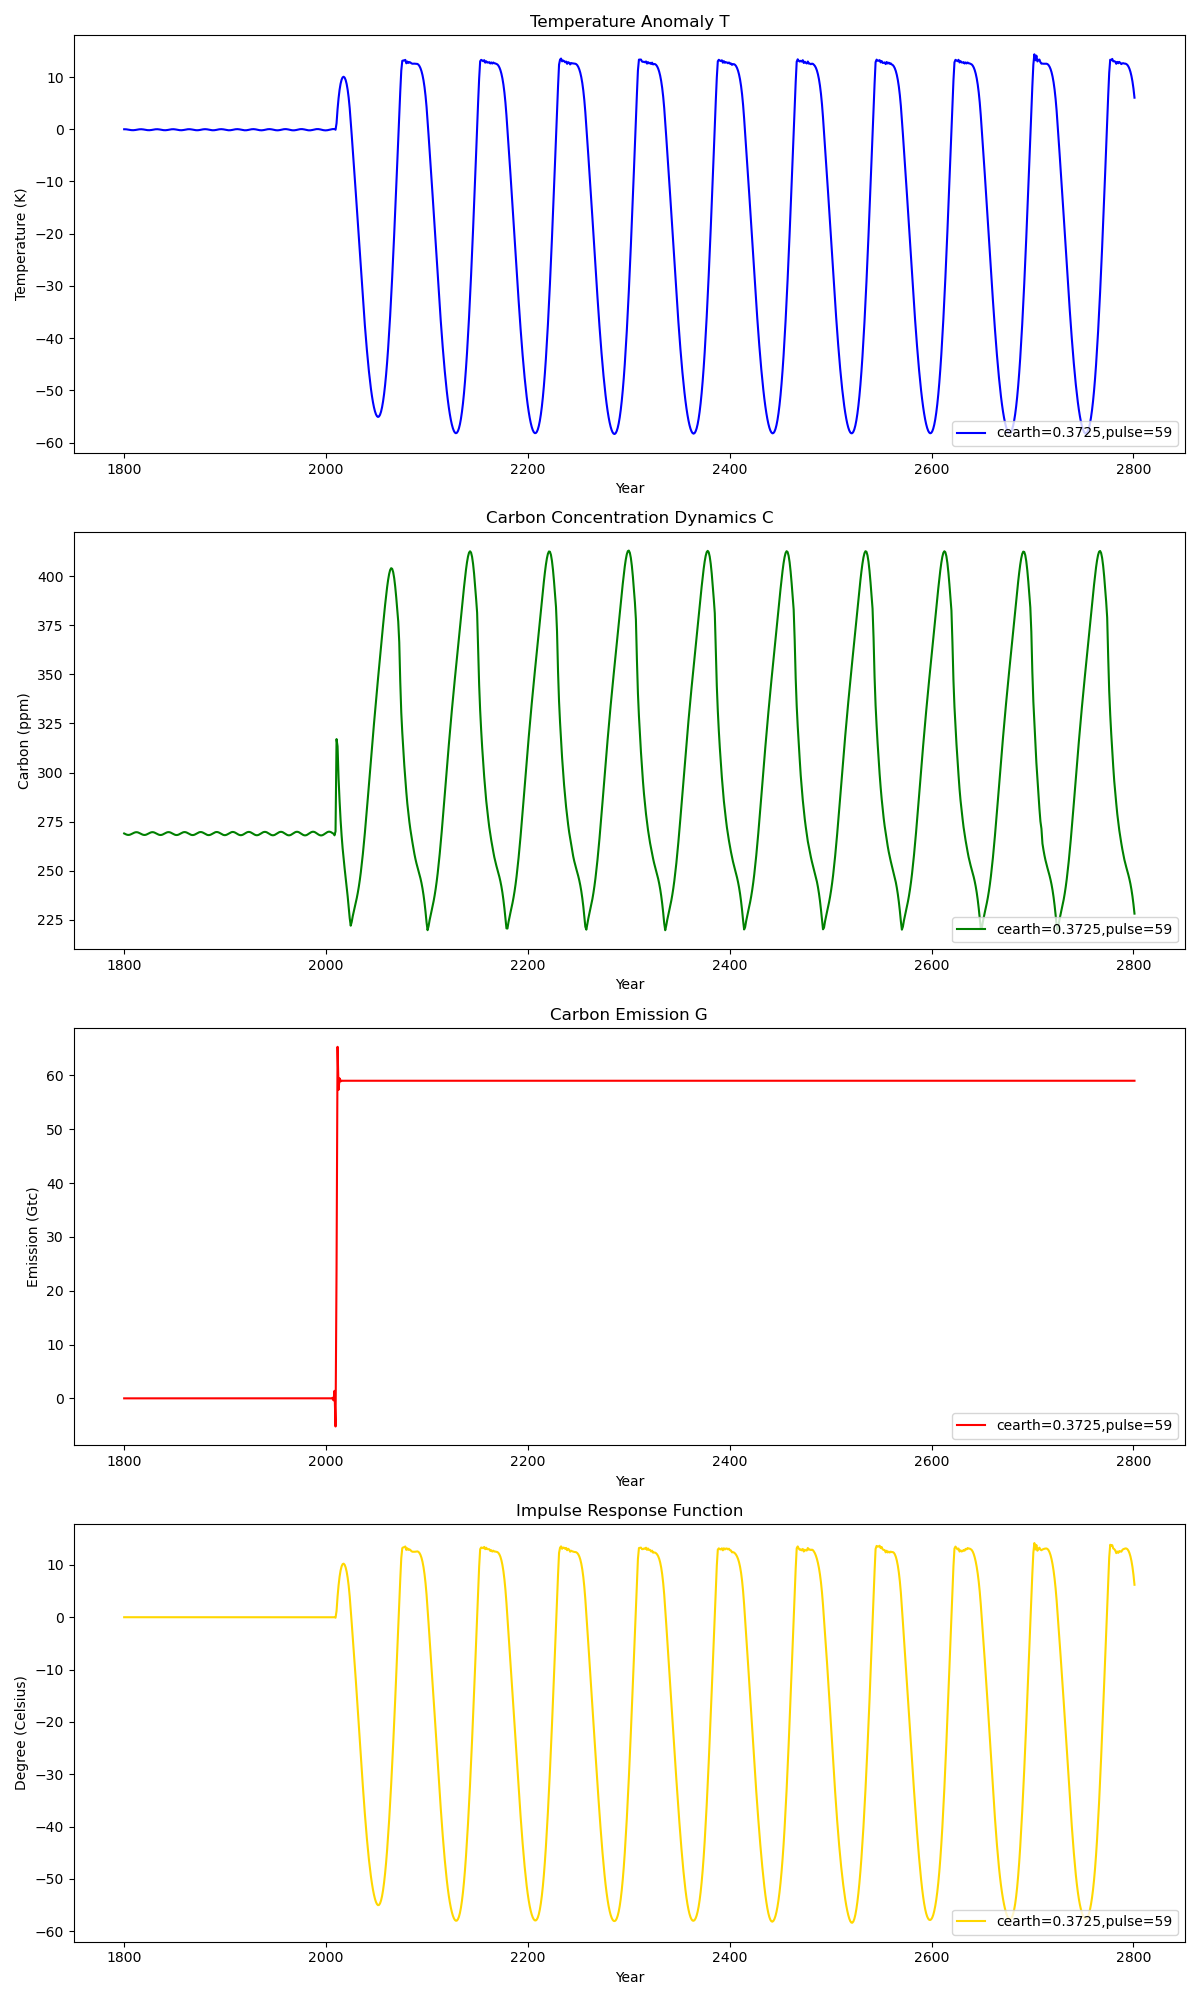 Temperature Anomaly T
10
0
−10
−20
−30
−40
−50
−60
Temperature (K)
cearth=0.3725,pulse=59
1800 2000 2200 2400 2600 2800
Year
Carbon Concentration Dynamics C
400
375
350
325
300
275
250
225
Carbon (ppm)
cearth=0.3725,pulse=59
1800 2000 2200 2400 2600 2800
Year
Carbon Emission G
60
50
40
30
20
10
0
Emission (Gtc)
cearth=0.3725,pulse=59
1800 2000 2200 2400 2600 2800
Year
Impulse Response Function
10
0
−10
−20
−30
−40
−50
−60
Degree (Celsius)
cearth=0.3725,pulse=59
1800 2000 2200 2400 2600 2800
Year